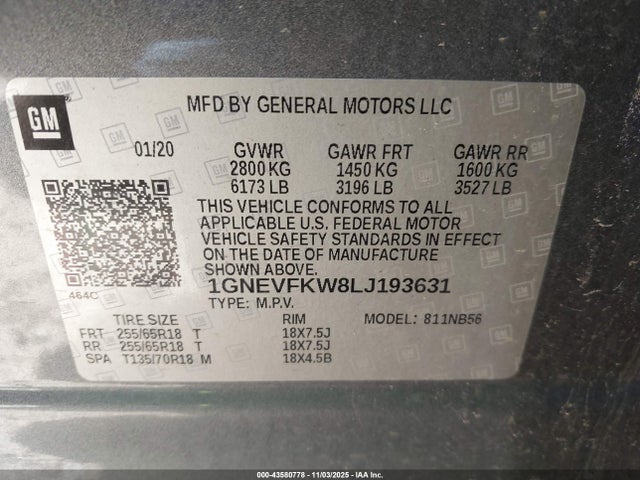 GM
MFD BY GENERAL MOTORS LLC
01/20 GVWR GAWR FRT GAWR RR
2800 KG 1450 KG 1600 KG
6173 LB 3196 LB 3527 LB
THIS VEHICLE CONFORMS TO ALL
APPLICABLE U.S. FEDERAL MOTOR
VEHICLE SAFETY STANDARDS IN EFFECT
ON THE DATE OF MANUFACTURE
SHOWN ABOVE.
464C
1GNEVFKW8LJ193631
TYPE: M.P.V.
TIRE SIZE RIM MODEL: 811NB56
FRT 255/65R18 T 18X7.5J
RR 255/65R18 T 18X7.5J
SPA T135/70R18 M 18X4.5B
000-43580778 - 11/03/2025 - IAA Inc.